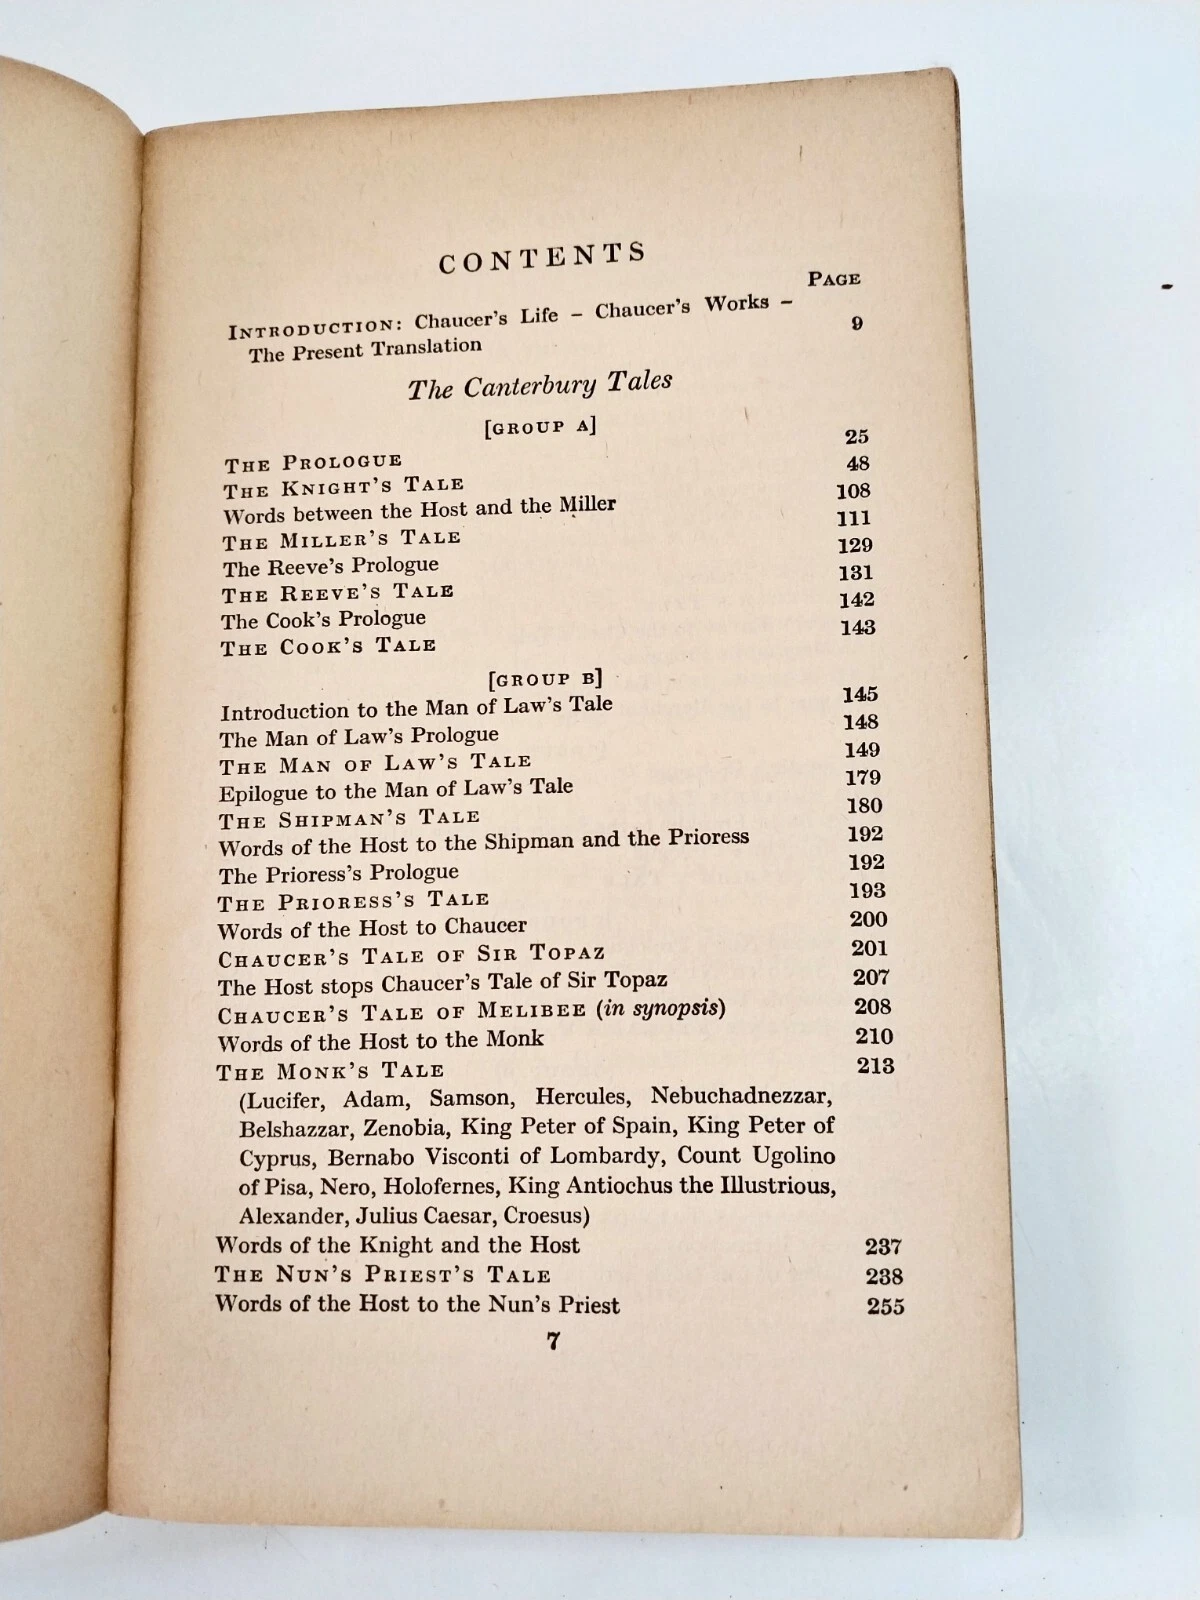 CONTENTS
PAGE
INTRODUCTION: Chaucer's Life – Chaucer's Works –
The Present Translation 9
The Canterbury Tales
[GROUP A]
THE PROLOGUE 25
THE KNIGHT'S TALE 48
Words between the Host and the Miller 108
THE MILLER'S TALE 111
The Reeve's Prologue 129
THE REEVE'S TALE 131
The Cook's Prologue 142
THE COOK'S TALE 143
[GROUP B]
Introduction to the Man of Law's Tale 145
The Man of Law's Prologue 148
THE MAN OF LAW'S TALE 149
Epilogue to the Man of Law's Tale 179
THE SHIPMAN'S TALE 180
Words of the Host to the Shipman and the Prioress 192
The Prioress's Prologue 192
THE PRIORESS'S TALE 193
Words of the Host to Chaucer 200
CHAUCER'S TALE OF SIR TOPAZ 201
The Host stops Chaucer's Tale of Sir Topaz 207
CHAUCER'S TALE OF MELIBEE (in synopsis) 208
Words of the Host to the Monk 210
THE MONK'S TALE 213
(Lucifer, Adam, Samson, Hercules, Nebuchadnezzar,
Belshazzar, Zenobia, King Peter of Spain, King Peter of
Cyprus, Bernabo Visconti of Lombardy, Count Ugolino
of Pisa, Nero, Holofernes, King Antiochus the Illustrious,
Alexander, Julius Caesar, Croesus)
Words of the Knight and the Host 237
THE NUN'S PRIEST'S TALE 238
Words of the Host to the Nun's Priest 255
7